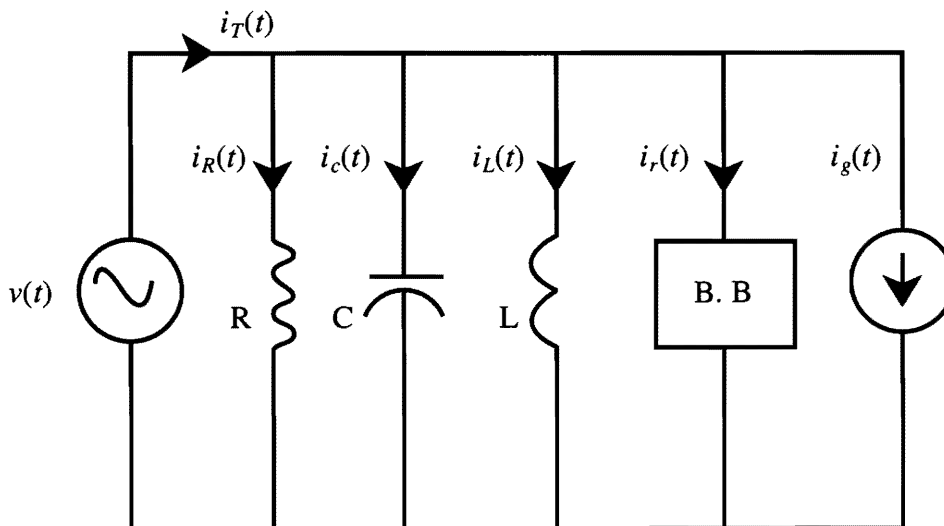 i_T(t)
i_R(t) i_c(t) i_L(t) i_r(t) i_g(t)
v(t) R C L B. B